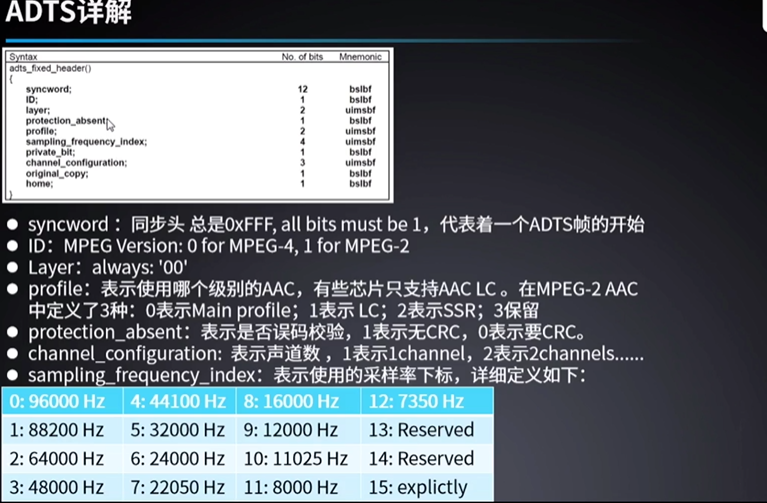 ADTS详解
Syntax No. of bits Mnemonic
adts_fixed_header()
{
syncword; 12 bslbf
ID; 1 bslbf
layer; 2 uimsbf
protection_absent; 1 bslbf
profile; 2 uimsbf
sampling_frequency_index; 4 uimsbf
private_bit; 1 bslbf
channel_configuration; 3 uimsbf
original_copy; 1 bslbf
home; 1 bslbf
}
● syncword ：同步头 总是0xFFF, all bits must be 1，代表着一个ADTS帧的开始
● ID：MPEG Version: 0 for MPEG-4, 1 for MPEG-2
● Layer：always: '00'
● profile：表示使用哪个级别的AAC，有些芯片只支持AAC LC 。在MPEG-2 AAC
中定义了3种：0表示Main profile；1表示 LC；2表示SSR；3保留
● protection_absent：表示是否误码校验，1表示无CRC，0表示要CRC。
● channel_configuration: 表示声道数 ，1表示1channel，2表示2channels......
● sampling_frequency_index：表示使用的采样率下标，详细定义如下：
0: 96000 Hz 4: 44100 Hz 8: 16000 Hz 12: 7350 Hz
1: 88200 Hz 5: 32000 Hz 9: 12000 Hz 13: Reserved
2: 64000 Hz 6: 24000 Hz 10: 11025 Hz 14: Reserved
3: 48000 Hz 7: 22050 Hz 11: 8000 Hz 15: explictly